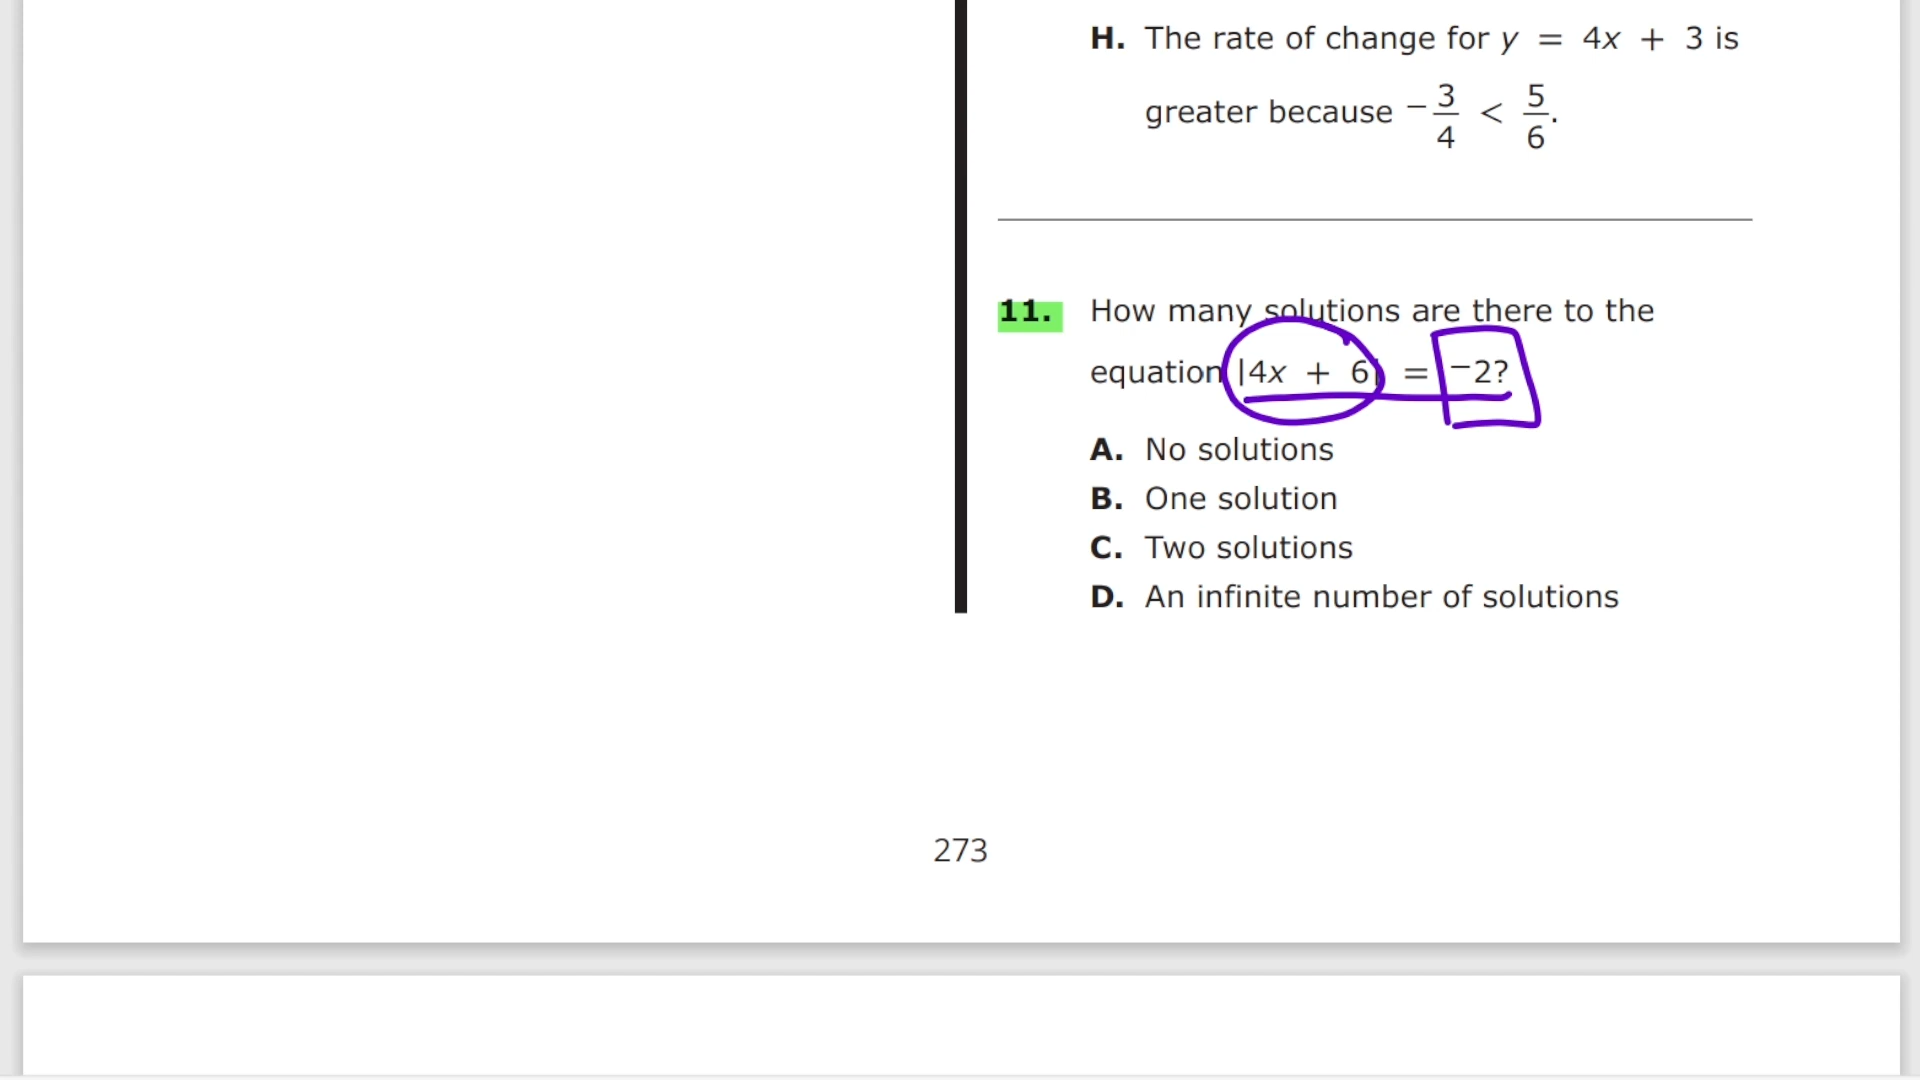 H. The rate of change for y = 4x + 3 is
greater because −3/4 < 5/6.
11. How many solutions are there to the
equation |4x + 6| = −2?
A. No solutions
B. One solution
C. Two solutions
D. An infinite number of solutions
273